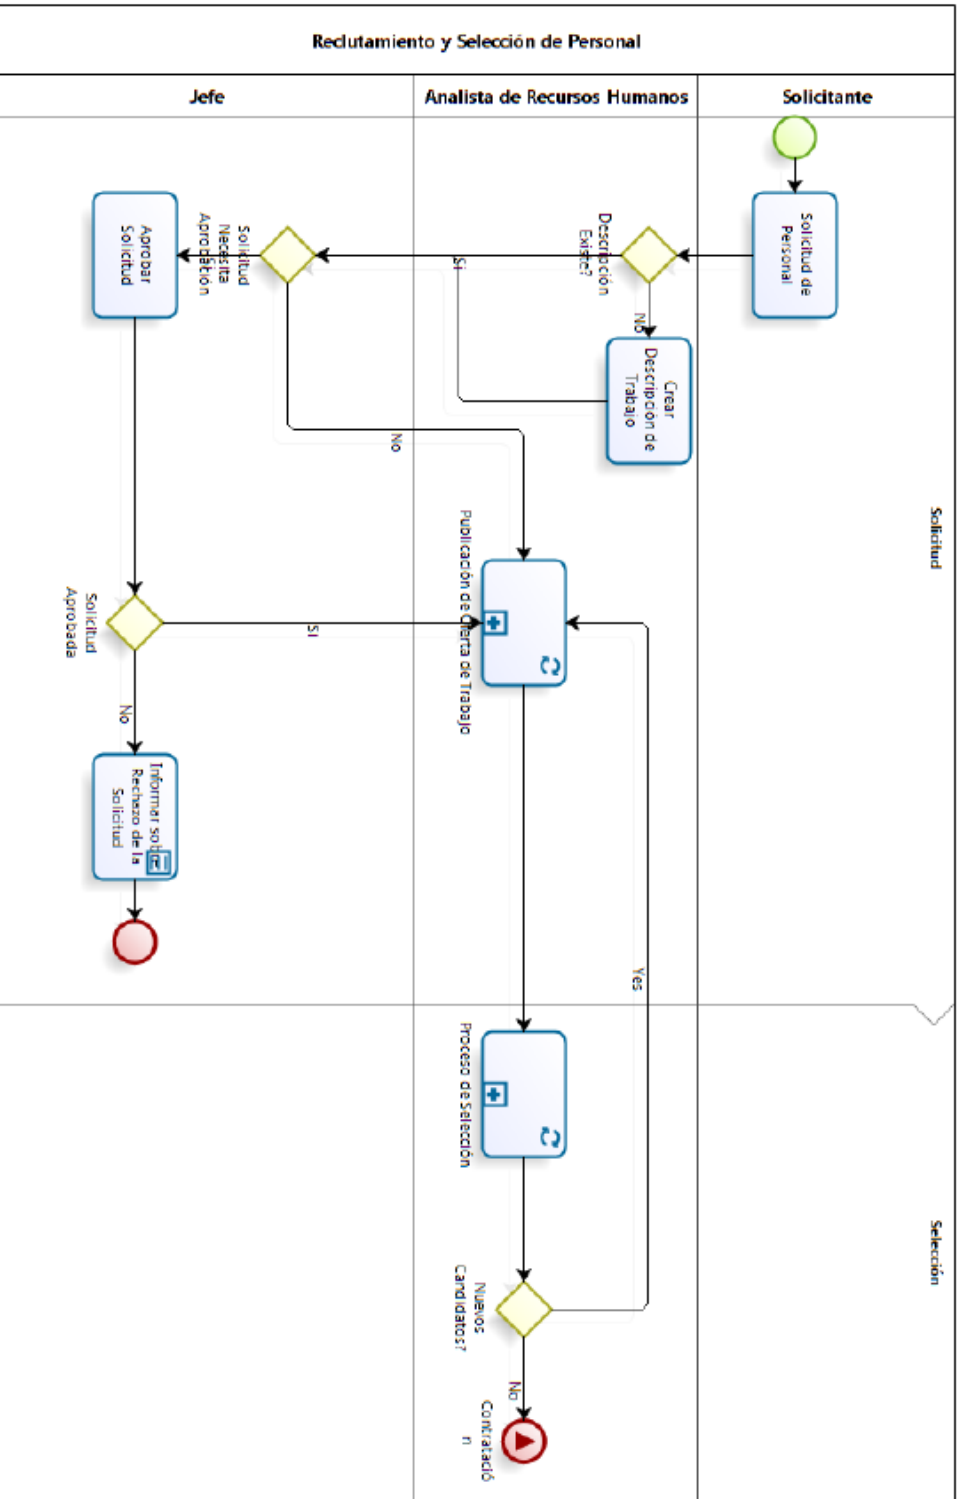 Reclutamiento y Selección de Personal
Jefe
Analista de Recursos Humanos
Solicitante
Solicitud de
Personal
Descripción
Existe?
Si
No
Crear
Descripción de
Trabajo
Solicitud
Necesita
Aprobación
No
Aprobar
Solicitud
Solicitud
Aprobada
Si
No
Informar sobre
Rechazo de la
Solicitud
Publicación de Oferta de Trabajo
Solicitud
Yes
Proceso de Selección
Selección
Nuevos
Candidatos?
No
Contratació
n